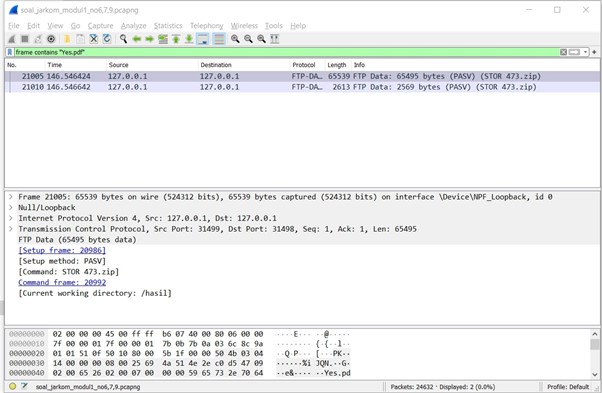 soal_jarkom_modul1_no6,7,9.pcapng
File Edit View Go Capture Analyze Statistics Telephony Wireless Tools Help
frame contains "Yes.pdf"
No. Time Source Destination Protocol Length Info
21005 146.546424 127.0.0.1 127.0.0.1 FTP-DA… 65539 FTP Data: 65495 bytes (PASV) (STOR 473.zip)
21010 146.546642 127.0.0.1 127.0.0.1 FTP-DA… 2613 FTP Data: 2569 bytes (PASV) (STOR 473.zip)
Frame 21005: 65539 bytes on wire (524312 bits), 65539 bytes captured (524312 bits) on interface \Device\NPF_Loopback, id 0
Null/Loopback
Internet Protocol Version 4, Src: 127.0.0.1, Dst: 127.0.0.1
Transmission Control Protocol, Src Port: 31499, Dst Port: 31498, Seq: 1, Ack: 1, Len: 65495
FTP Data (65495 bytes data)
[Setup frame: 20986]
[Setup method: PASV]
[Command: STOR 473.zip]
Command frame: 20992
[Current working directory: /hasil]
00000000 02 00 00 00 45 00 ff ff b6 07 40 00 80 06 00 00 ····E··· ··@·····
00000010 7f 00 00 01 7f 00 00 01 7b 0b 7b 0a 03 6c 8c 9a ········ {·{··l··
00000020 01 01 51 0f 50 18 80 00 5b 1f 00 00 50 4b 03 04 ··Q·P··· [···PK··
00000030 14 00 00 00 08 00 25 69 4a 51 4e 2e c0 d5 47 09 ······%i JQN.··G·
00000040 02 00 65 26 02 00 07 00 00 00 59 65 73 2e 70 64 ··e&···· ··Yes.pd
soal_jarkom_modul1_no6,7,9.pcapng Packets: 24632 · Displayed: 2 (0.0%) Profile: Default